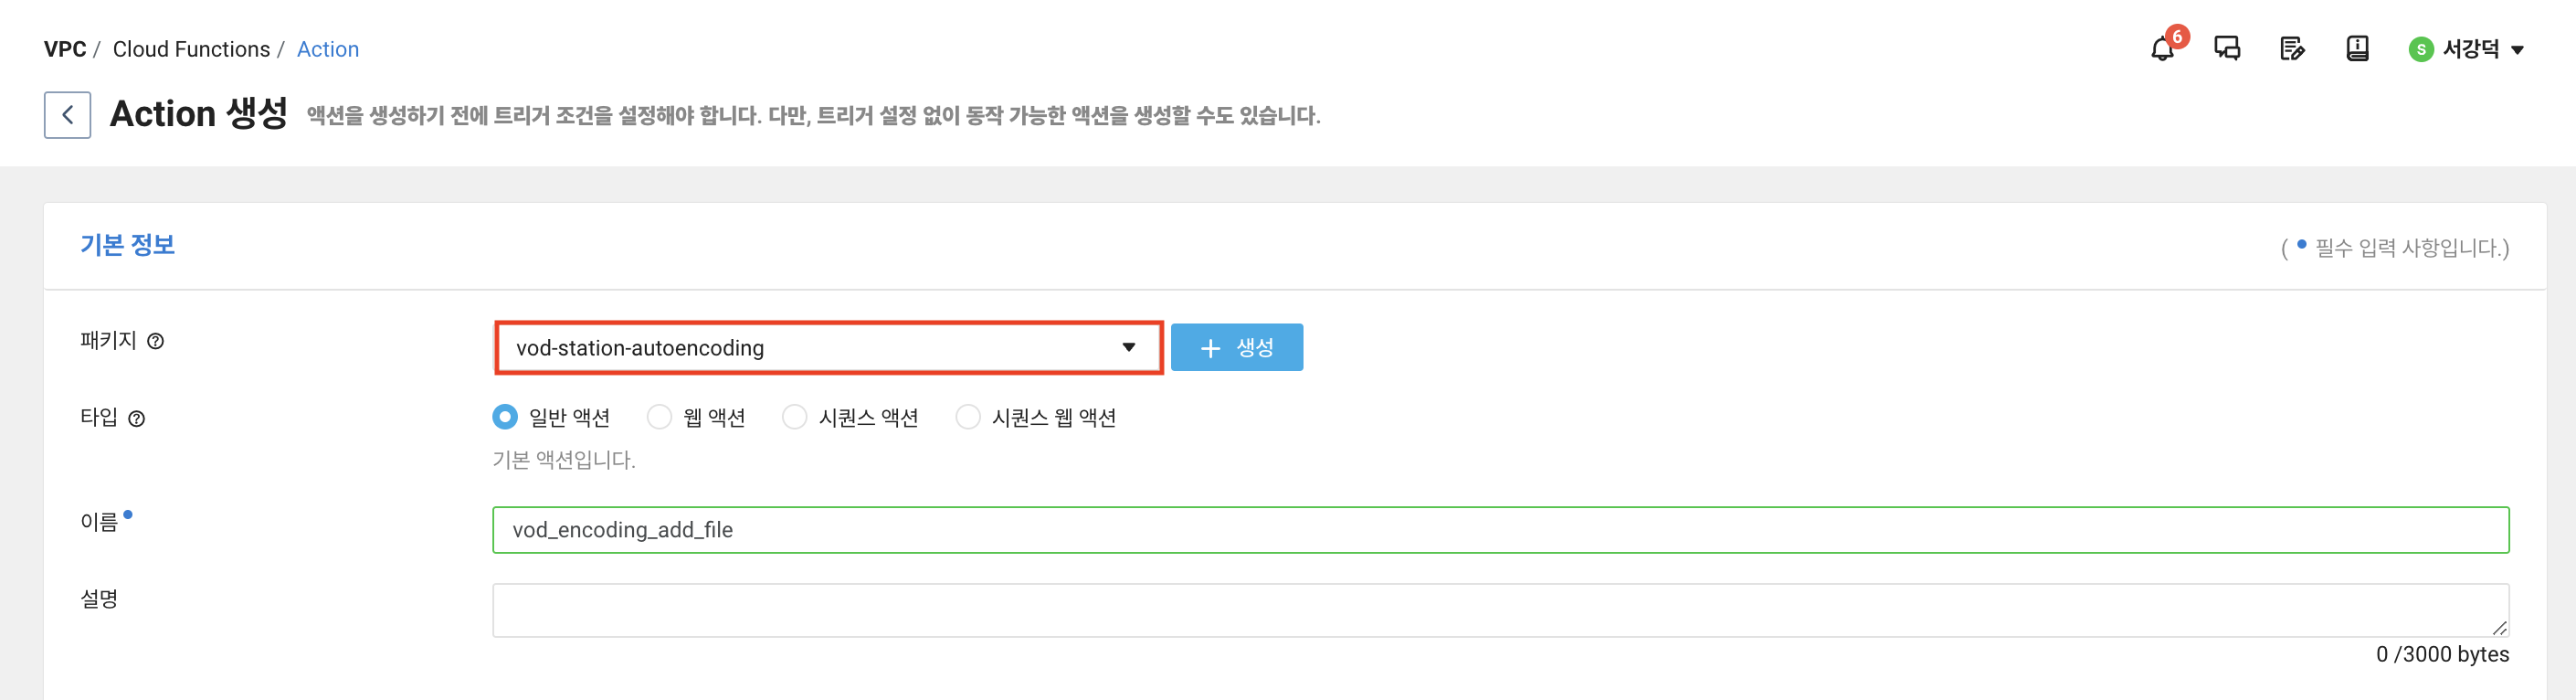 VPC / Cloud Functions / Action
6
S 서강덕
Action 생성 액션을 생성하기 전에 트리거 조건을 설정해야 합니다. 다만, 트리거 설정 없이 동작 가능한 액션을 생성할 수도 있습니다.
기본 정보
( • 필수 입력 사항입니다.)
패키지 ?
vod-station-autoencoding
+ 생성
타입 ?
일반 액션 웹 액션 시퀀스 액션 시퀀스 웹 액션
기본 액션입니다.
이름 •
vod_encoding_add_file
설명
0 /3000 bytes